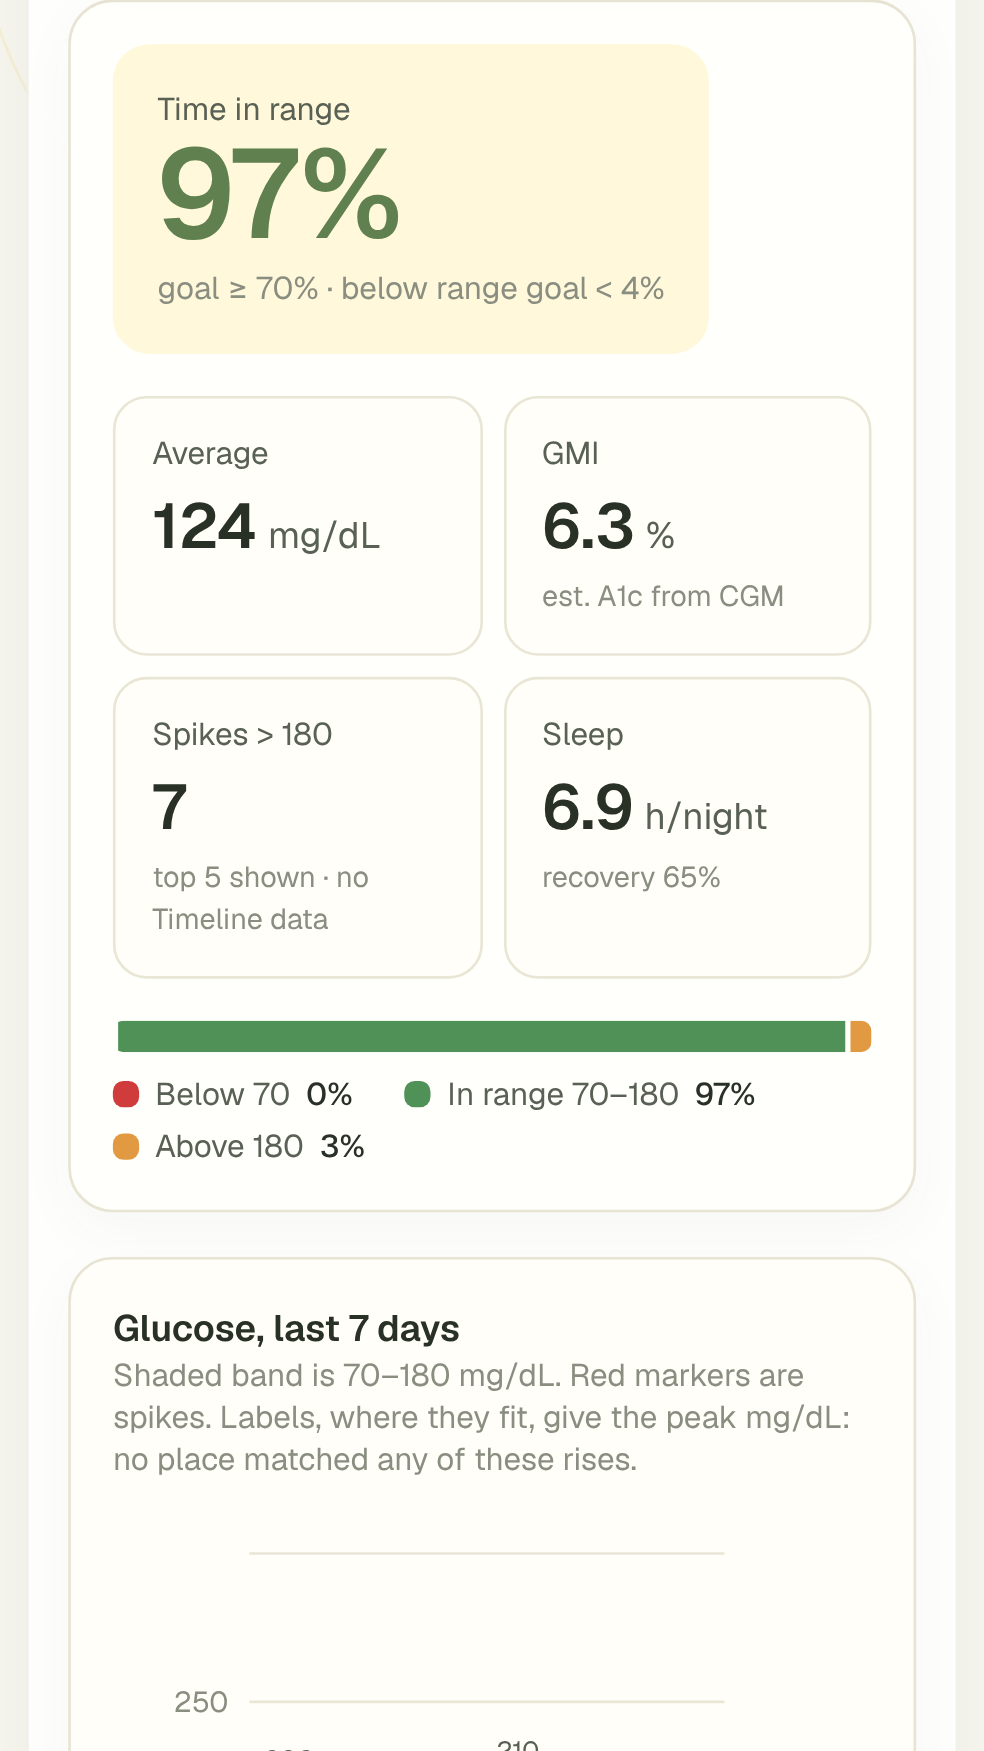 Time in range
97%
goal ≥ 70% · below range goal < 4%
Average
124 mg/dL
GMI
6.3 %
est. A1c from CGM
Spikes > 180
7
top 5 shown · no
Timeline data
Sleep
6.9 h/night
recovery 65%
Below 70 0%
In range 70–180 97%
Above 180 3%
Glucose, last 7 days
Shaded band is 70–180 mg/dL. Red markers are
spikes. Labels, where they fit, give the peak mg/dL:
no place matched any of these rises.
250
210